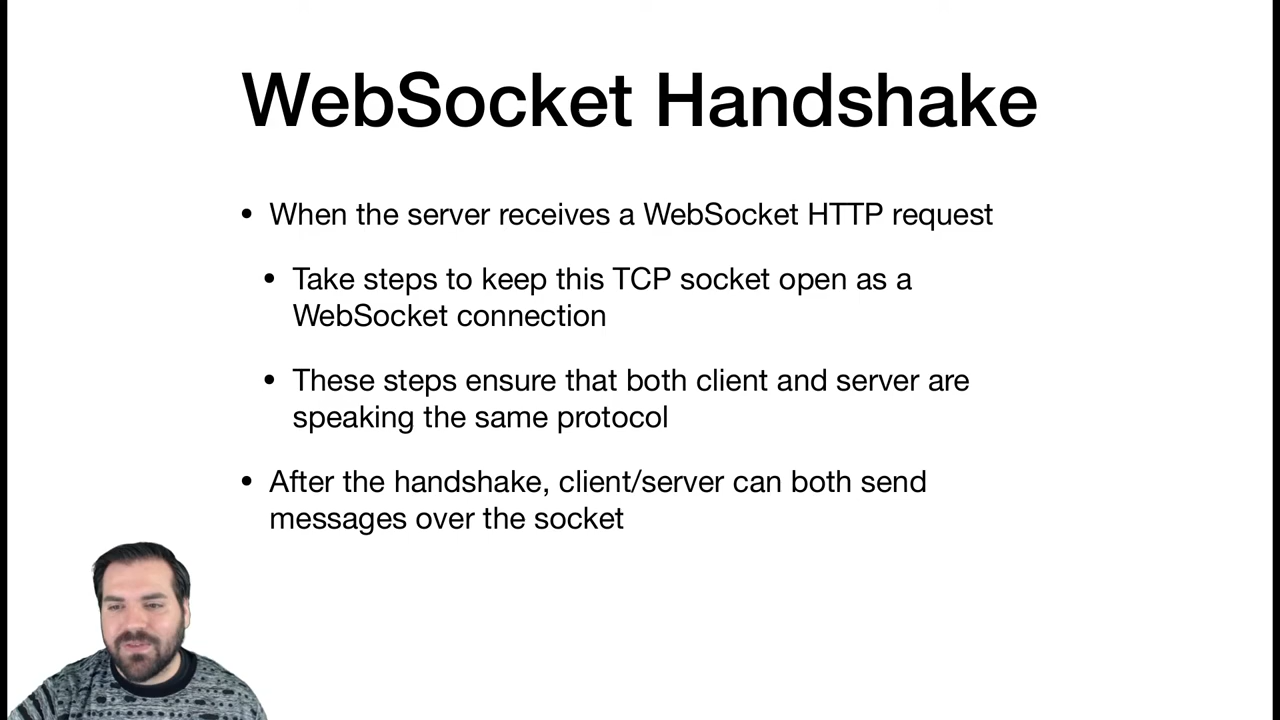 WebSocket Handshake
• When the server receives a WebSocket HTTP request
• Take steps to keep this TCP socket open as a
WebSocket connection
• These steps ensure that both client and server are
speaking the same protocol
• After the handshake, client/server can both send
messages over the socket